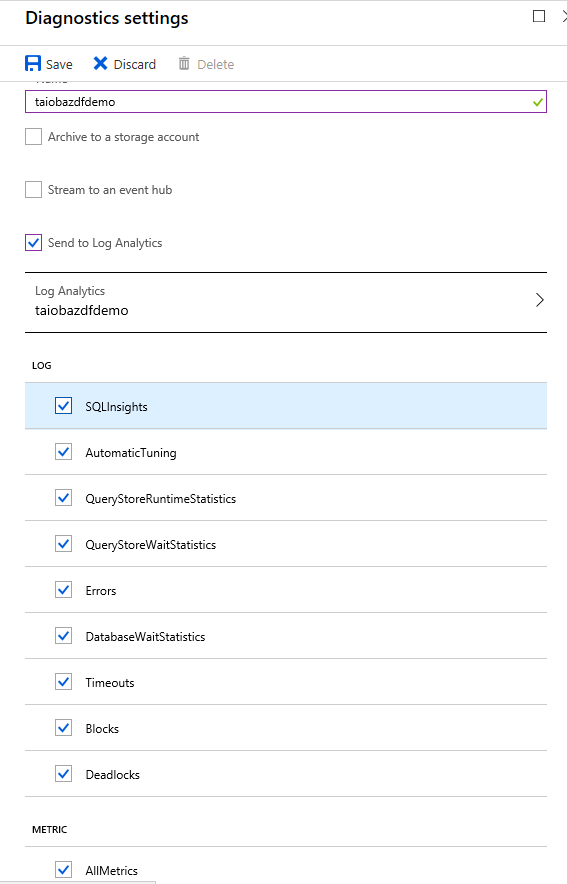 Diagnostics settings
Save Discard Delete
Name
taiobazdfdemo
Archive to a storage account
Stream to an event hub
Send to Log Analytics
Log Analytics
taiobazdfdemo
LOG
SQLInsights
AutomaticTuning
QueryStoreRuntimeStatistics
QueryStoreWaitStatistics
Errors
DatabaseWaitStatistics
Timeouts
Blocks
Deadlocks
METRIC
AllMetrics